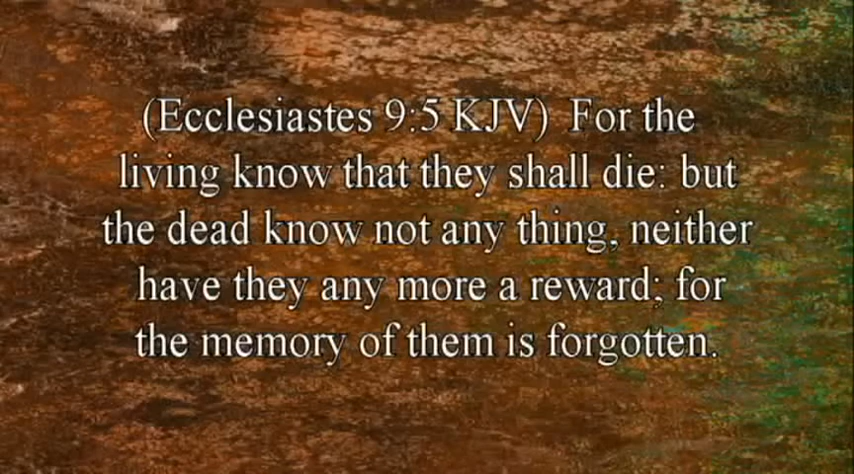 (Ecclesiastes 9:5 KJV) For the
living know that they shall die: but
the dead know not any thing, neither
have they any more a reward; for
the memory of them is forgotten.